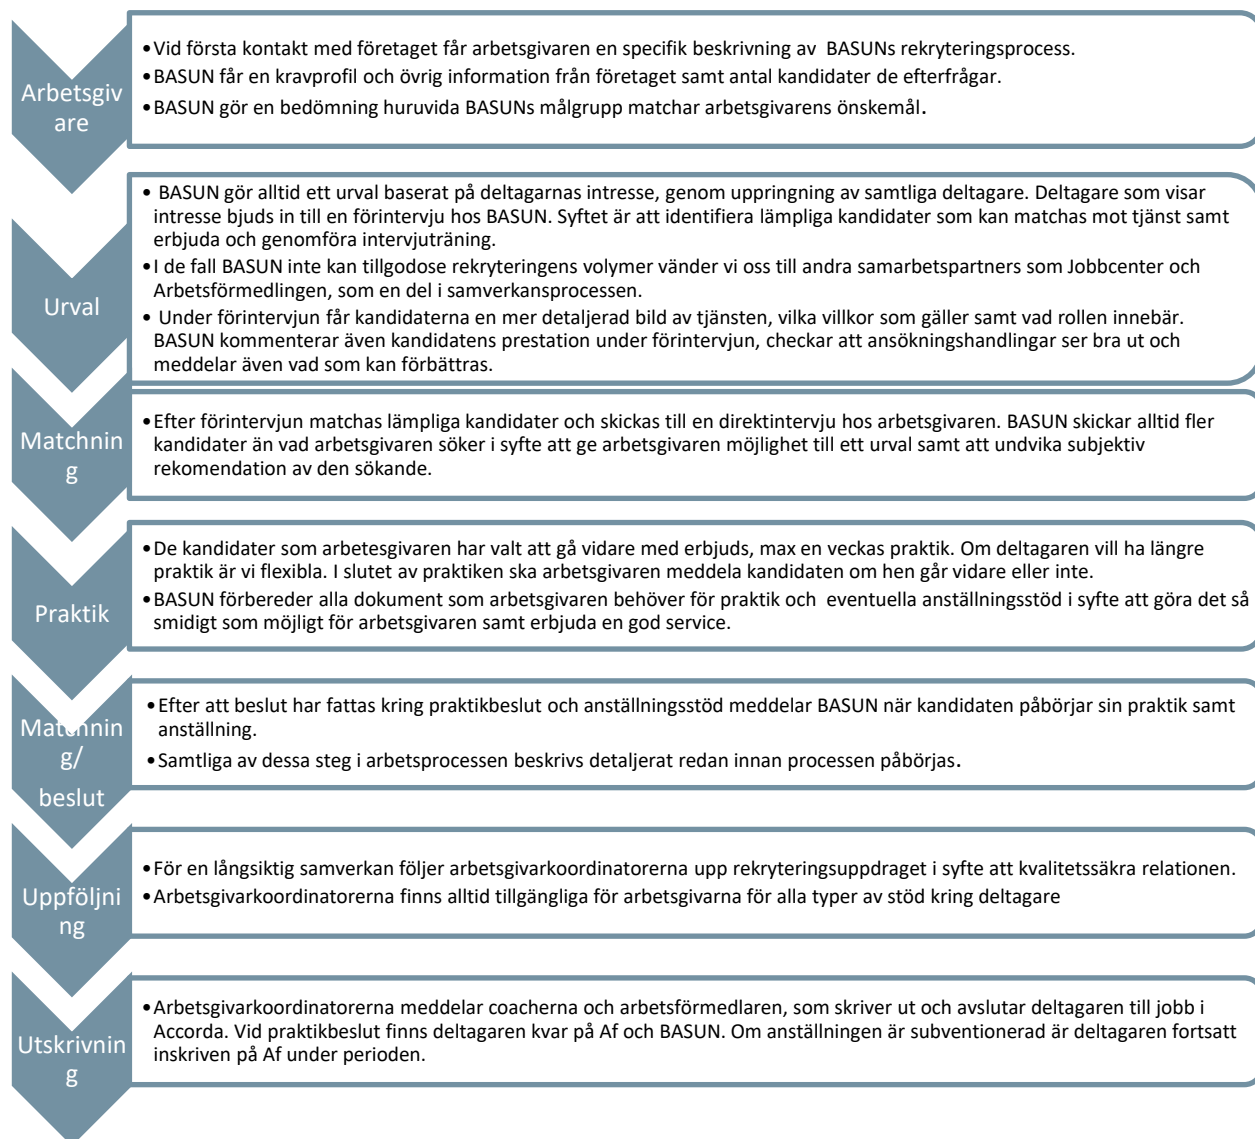 Arbetsgiv
are
•Vid första kontakt med företaget får arbetsgivaren en specifik beskrivning av  BASUNs rekryteringsprocess.
•BASUN får en kravprofil och övrig information från företaget samt antal kandidater de efterfrågar.
•BASUN gör en bedömning huruvida BASUNs målgrupp matchar arbetsgivarens önskemål.
Urval
• BASUN gör alltid ett urval baserat på deltagarnas intresse, genom uppringning av samtliga deltagare. Deltagare som visar
intresse bjuds in till en förintervju hos BASUN. Syftet är att identifiera lämpliga kandidater som kan matchas mot tjänst samt
erbjuda och genomföra intervjuträning.
•I de fall BASUN inte kan tillgodose rekryteringens volymer vänder vi oss till andra samarbetspartners som Jobbcenter och
Arbetsförmedlingen, som en del i samverkansprocessen.
• Under förintervjun får kandidaterna en mer detaljerad bild av tjänsten, vilka villkor som gäller samt vad rollen innebär.
BASUN kommenterar även kandidatens prestation under förintervjun, checkar att ansökningshandlingar ser bra ut och
meddelar även vad som kan förbättras.
Matchnin
g
•Efter förintervjun matchas lämpliga kandidater och skickas till en direktintervju hos arbetsgivaren. BASUN skickar alltid fler
kandidater än vad arbetsgivaren söker i syfte att ge arbetsgivaren möjlighet till ett urval samt att undvika subjektiv
rekomendation av den sökande.
Praktik
•De kandidater som arbetesgivaren har valt att gå vidare med erbjuds, max en veckas praktik. Om deltagaren vill ha längre
praktik är vi flexibla. I slutet av praktiken ska arbetsgivaren meddela kandidaten om hen går vidare eller inte.
•BASUN förbereder alla dokument som arbetsgivaren behöver för praktik och  eventuella anställningsstöd i syfte att göra det så
smidigt som möjligt för arbetsgivaren samt erbjuda en god service.
Matchnin
g/
beslut
•Efter att beslut har fattas kring praktikbeslut och anställningsstöd meddelar BASUN när kandidaten påbörjar sin praktik samt
anställning.
•Samtliga av dessa steg i arbetsprocessen beskrivs detaljerat redan innan processen påbörjas.
Uppföljni
ng
•För en långsiktig samverkan följer arbetsgivarkoordinatorerna upp rekryteringsuppdraget i syfte att kvalitetssäkra relationen.
•Arbetsgivarkoordinatorerna finns alltid tillgängliga för arbetsgivarna för alla typer av stöd kring deltagare
Utskrivnin
g
•Arbetsgivarkoordinatorerna meddelar coacherna och arbetsförmedlaren, som skriver ut och avslutar deltagaren till jobb i
Accorda. Vid praktikbeslut finns deltagaren kvar på Af och BASUN. Om anställningen är subventionerad är deltagaren fortsatt
inskriven på Af under perioden.